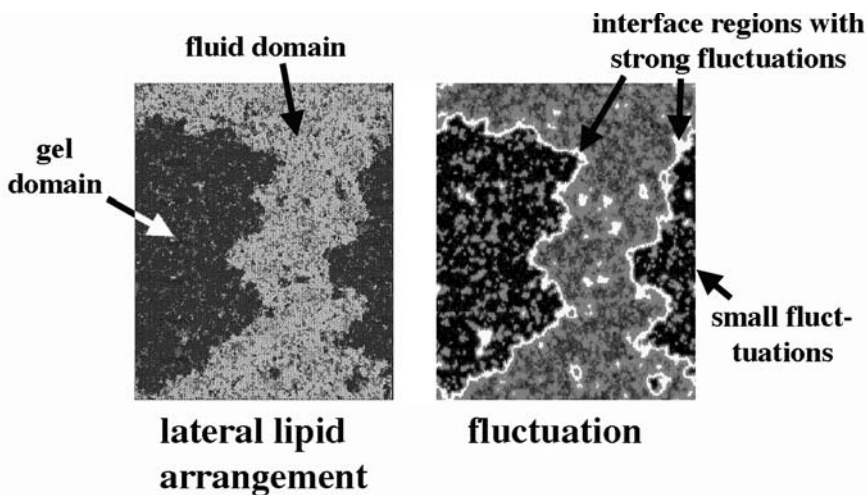 fluid domain
interface regions with
strong fluctuations
gel
domain
small fluct-
tuations
lateral lipid
arrangement
fluctuation